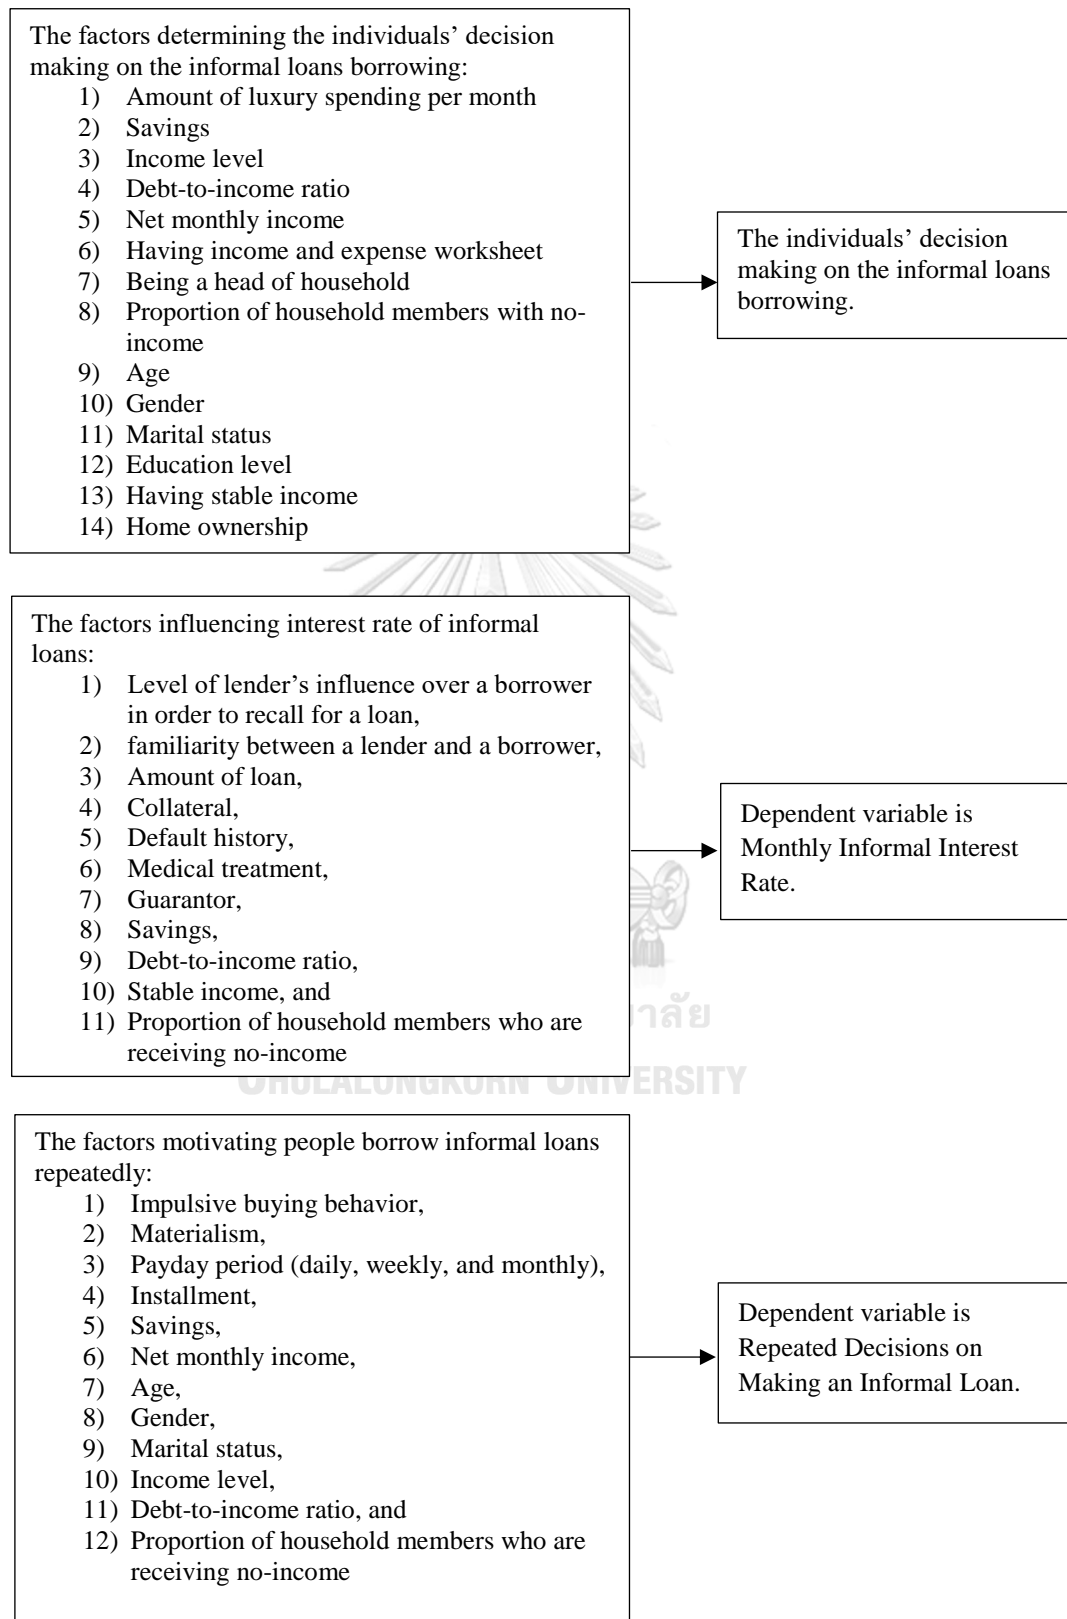 The factors determining the individuals’ decision
making on the informal loans borrowing:
1) Amount of luxury spending per month
2) Savings
3) Income level
4) Debt-to-income ratio
5) Net monthly income
6) Having income and expense worksheet
7) Being a head of household
8) Proportion of household members with no-
income
9) Age
10) Gender
11) Marital status
12) Education level
13) Having stable income
14) Home ownership
The individuals’ decision
making on the informal loans
borrowing.
The factors influencing interest rate of informal
loans:
1) Level of lender’s influence over a borrower
in order to recall for a loan,
2) familiarity between a lender and a borrower,
3) Amount of loan,
4) Collateral,
5) Default history,
6) Medical treatment,
7) Guarantor,
8) Savings,
9) Debt-to-income ratio,
10) Stable income, and
11) Proportion of household members who are
receiving no-income
Dependent variable is
Monthly Informal Interest
Rate.
CHULALONGKORN UNIVERSITY
The factors motivating people borrow informal loans
repeatedly:
1) Impulsive buying behavior,
2) Materialism,
3) Payday period (daily, weekly, and monthly),
4) Installment,
5) Savings,
6) Net monthly income,
7) Age,
8) Gender,
9) Marital status,
10) Income level,
11) Debt-to-income ratio, and
12) Proportion of household members who are
receiving no-income
Dependent variable is
Repeated Decisions on
Making an Informal Loan.